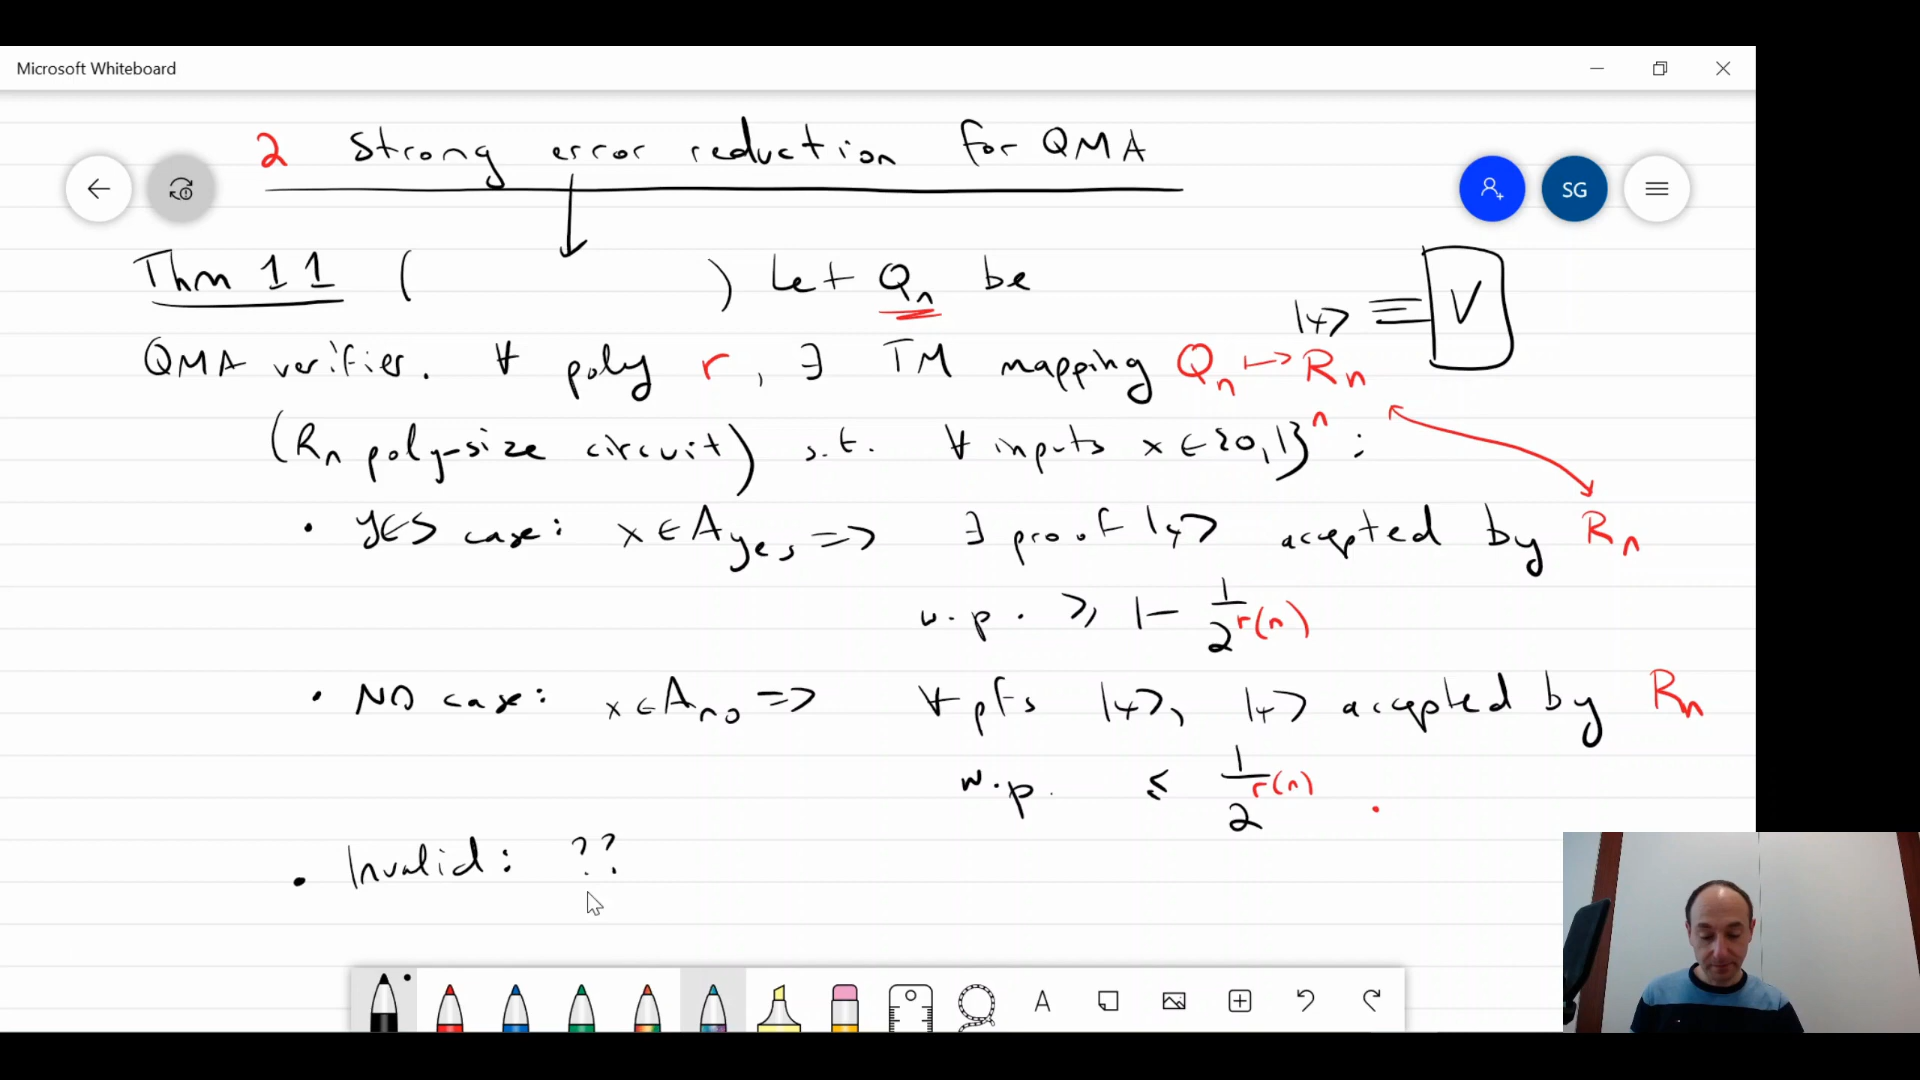 Microsoft Whiteboard
2 Strong error reduction for QMA
SG
Thm 11 ( ) Let Qn be
|ψ> V
QMA verifier. ∀ poly r, ∃ TM mapping Qn ↦ Rn
(Rn poly-size circuit) s.t. ∀ inputs x ∈ {0,1}^n :
• YES case: x ∈ Ayes => ∃ proof |ψ> accepted by Rn
w.p. ≥ 1 - 1/2^r(n)
• NO case: x ∈ Ano => ∀ pfs |ψ>, |ψ> accepted by Rn
w.p. ≤ 1/2^r(n) .
• Invalid: ??
A